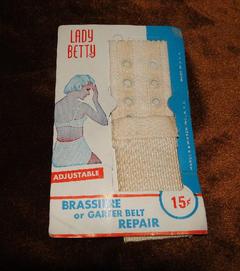 LADY
BETTY
ADJUSTABLE
15¢
BRASSIERE
or GARTER BELT
REPAIR